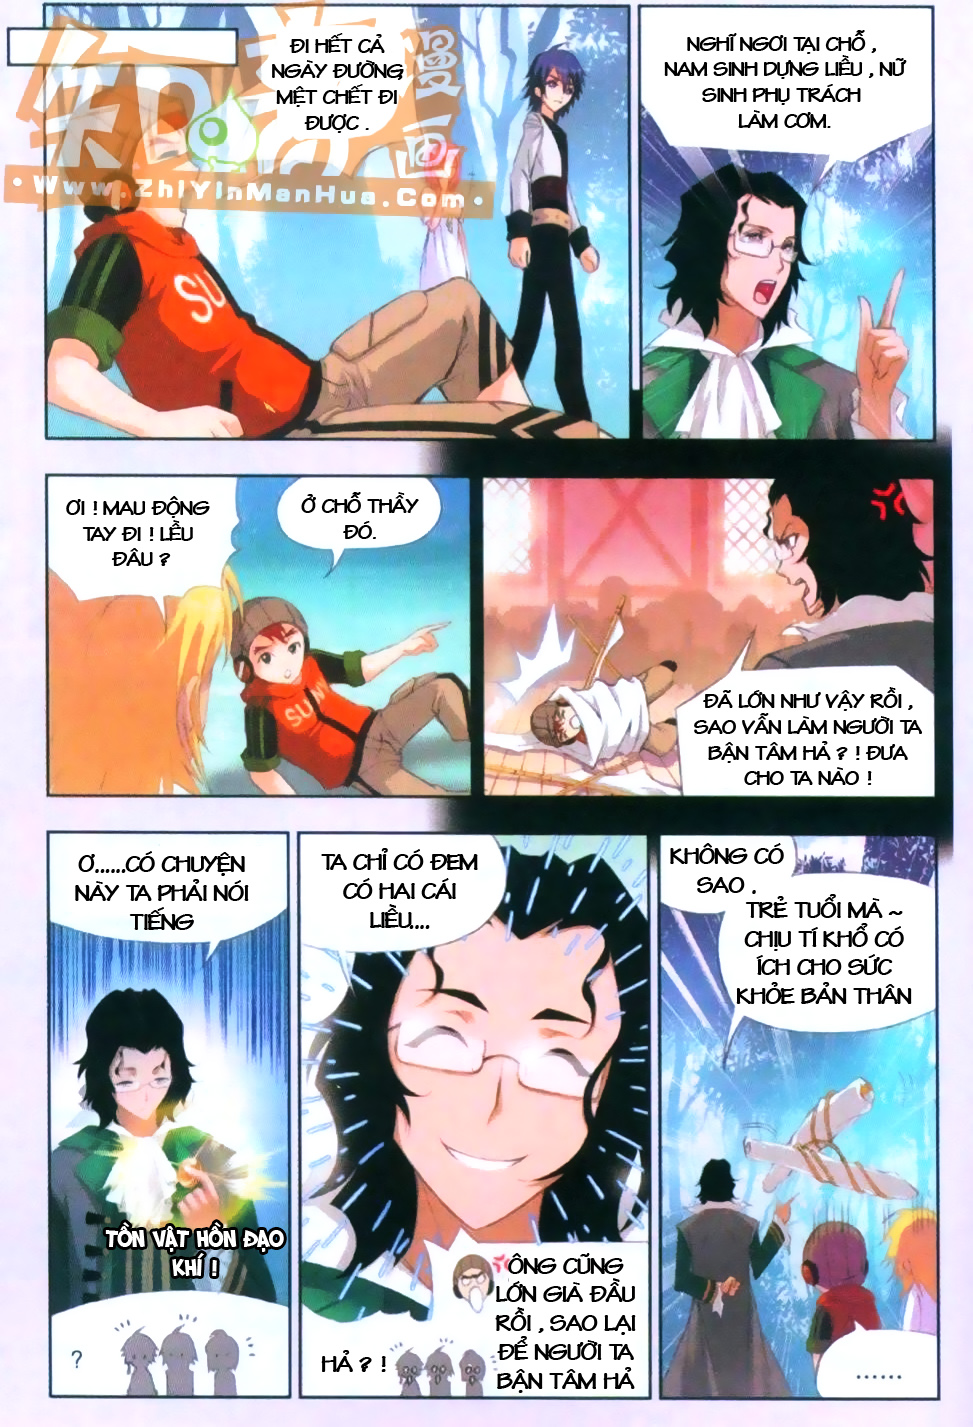 ĐI HẾT CẢ
NGÀY ĐƯỜNG,
MỆT CHẾT ĐI
ĐƯỢC .
NGHĨ NGƠI TẠI CHỖ ,
NAM SINH DỰNG LIỀU , NỮ
SINH PHỤ TRÁCH
LÀM CƠM.
漫
画
• Www.ZhiYinManHua.Com •
SUN
ƠI ! MAU ĐỘNG
TAY ĐI ! LỀU
ĐÂU ?
Ở CHỖ THẦY
ĐÓ.
SUN
ĐÃ LỚN NHƯ VẬY RỒI ,
SAO VẪN LÀM NGƯỜI TA
BẬN TÂM HẢ ? ! ĐƯA
CHO TA NÀO !
Ơ......CÓ CHUYỆN
NÀY TA PHẢI NÓI
TIẾNG
TỒN VẬT HỒN ĐẠO
KHÍ !
?
TA CHỈ CÓ ĐEM
CÓ HAI CÁI
LIỀU....
HẢ ? !
ÔNG CŨNG
LỚN GIÀ ĐẦU
RỒI , SAO LẠI
ĐỂ NGƯỜI TA
BẬN TÂM HẢ
KHÔNG CÓ
SAO .
TRẺ TUỔI MÀ ~
CHỊU TÍ KHỔ CÓ
ÍCH CHO SỨC
KHỎE BẢN THÂN
......